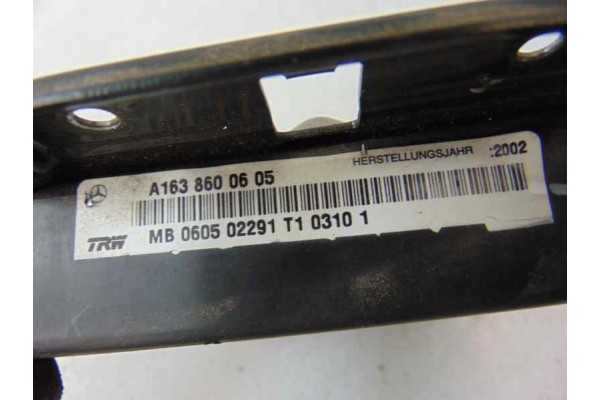 A163 860 06 05 HERSTELLUNGSJAHR :2002
TRW MB 0605 02291 T1 0310 1